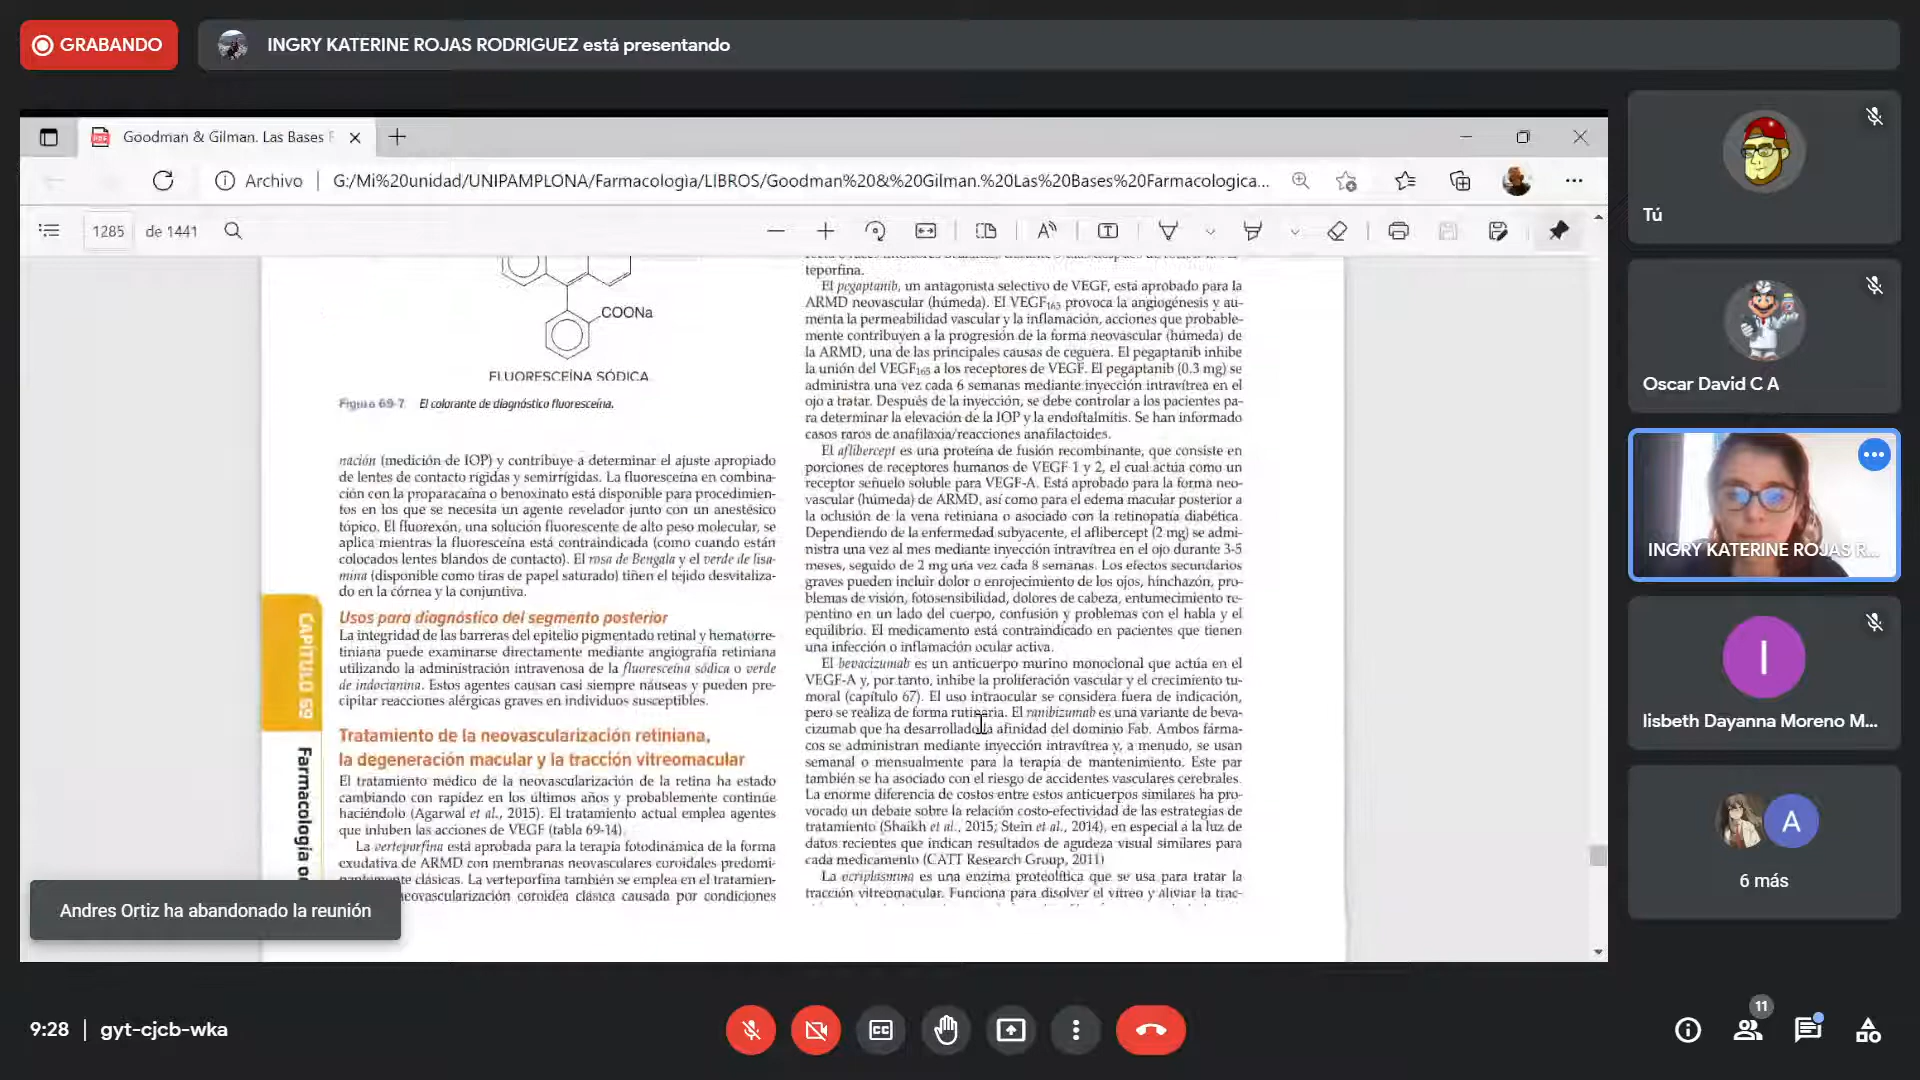 GRABANDO
INGRY KATERINE ROJAS RODRIGUEZ está presentando
Goodman & Gilman. Las Bases F
Archivo
G:/Mi%20unidad/UNIPAMPLONA/Farmacologia/LIBROS/Goodman%20&%20Gilman.%20Las%20Bases%20Farmacologica...
1285 de 1441
COONa
FLUORESCEÍNA SÓDICA
Figura 69-7 El colorante de diagnóstico fluoresceína.
nación (medición de IOP) y contribuye a determinar el ajuste apropiado
de lentes de contacto rígidas y semirrígidas. La fluoresceína en combina-
ción con la proparacaína o benoxinato está disponible para procedimien-
tos en los que se necesita un agente revelador junto con un anestésico
tópico. El fluorexón, una solución fluorescente de alto peso molecular, se
aplica mientras la fluoresceína está contraindicada (como cuando están
colocados lentes blandos de contacto). El rosa de Bengala y el verde de lisa-
mina (disponible como tiras de papel saturado) tiñen el tejido desvitaliza-
do en la córnea y la conjuntiva.
Usos para diagnóstico del segmento posterior
La integridad de las barreras del epitelio pigmentado retinal y hematorre-
tiniana puede examinarse directamente mediante angiografía retiniana
utilizando la administración intravenosa de la fluoresceína sódica o verde
de indocianina. Estos agentes causan casi siempre náuseas y pueden pre-
cipitar reacciones alérgicas graves en individuos susceptibles.
Tratamiento de la neovascularización retiniana,
la degeneración macular y la tracción vitreomacular
El tratamiento médico de la neovascularización de la retina ha estado
cambiando con rapidez en los últimos años y probablemente continúe
haciéndolo (Agarwal et al., 2015). El tratamiento actual emplea agentes
que inhiben las acciones de VEGF (tabla 69-14).
La verteporfina está aprobada para la terapia fotodinámica de la forma
exudativa de ARMD con membranas neovasculares coroidales predomi-
nantemente clásicas. La verteporfina también se emplea en el tratamien-
neovascularización coroidea clásica causada por condiciones
CAPÍTULO 69
Farmacología oc
teporfina.
El pegaptanib, un antagonista selectivo de VEGF, está aprobado para la
ARMD neovascular (húmeda). El VEGF165 provoca la angiogénesis y au-
menta la permeabilidad vascular y la inflamación, acciones que probable-
mente contribuyen a la progresión de la forma neovascular (húmeda) de
la ARMD, una de las principales causas de ceguera. El pegaptanib inhibe
la unión del VEGF165 a los receptores de VEGF. El pegaptanib (0.3 mg) se
administra una vez cada 6 semanas mediante inyección intravítrea en el
ojo a tratar. Después de la inyección, se debe controlar a los pacientes pa-
ra determinar la elevación de la IOP y la endoftalmitis. Se han informado
casos raros de anafilaxia/reacciones anafilactoides.
El aflibercept es una proteína de fusión recombinante, que consiste en
porciones de receptores humanos de VEGF 1 y 2, el cual actúa como un
receptor señuelo soluble para VEGF-A. Está aprobado para la forma neo-
vascular (húmeda) de ARMD, así como para el edema macular posterior a
la oclusión de la vena retiniana o asociado con la retinopatía diabética.
Dependiendo de la enfermedad subyacente, el aflibercept (2 mg) se admi-
nistra una vez al mes mediante inyección intravítrea en el ojo durante 3-5
meses, seguido de 2 mg una vez cada 8 semanas. Los efectos secundarios
graves pueden incluir dolor o enrojecimiento de los ojos, hinchazón, pro-
blemas de visión, fotosensibilidad, dolores de cabeza, entumecimiento re-
pentino en un lado del cuerpo, confusión y problemas con el habla y el
equilibrio. El medicamento está contraindicado en pacientes que tienen
una infección o inflamación ocular activa.
El bevacizumab es un anticuerpo murino monoclonal que actúa en el
VEGF-A y, por tanto, inhibe la proliferación vascular y el crecimiento tu-
moral (capítulo 67). El uso intraocular se considera fuera de indicación,
pero se realiza de forma rutinaria. El ranibizumab es una variante de beva-
cizumab que ha desarrollado la afinidad del dominio Fab. Ambos fárma-
cos se administran mediante inyección intravítrea y, a menudo, se usan
semanal o mensualmente para la terapia de mantenimiento. Este par
también se ha asociado con el riesgo de accidentes vasculares cerebrales.
La enorme diferencia de costos entre estos anticuerpos similares ha pro-
vocado un debate sobre la relación costo-efectividad de las estrategias de
tratamiento (Shaikh et al., 2015; Stein et al., 2014), en especial a la luz de
datos recientes que indican resultados de agudeza visual similares para
cada medicamento (CATT Research Group, 2011)
La ocriplasmina es una enzima proteolítica que se usa para tratar la
tracción vitreomacular. Funciona para disolver el vítreo y aliviar la trac-
Andres Ortiz ha abandonado la reunión
Tú
Oscar David C A
INGRY KATERINE ROJAS R...
I
lisbeth Dayanna Moreno M...
A
6 más
9:28 | gyt-cjcb-wka
CC
11